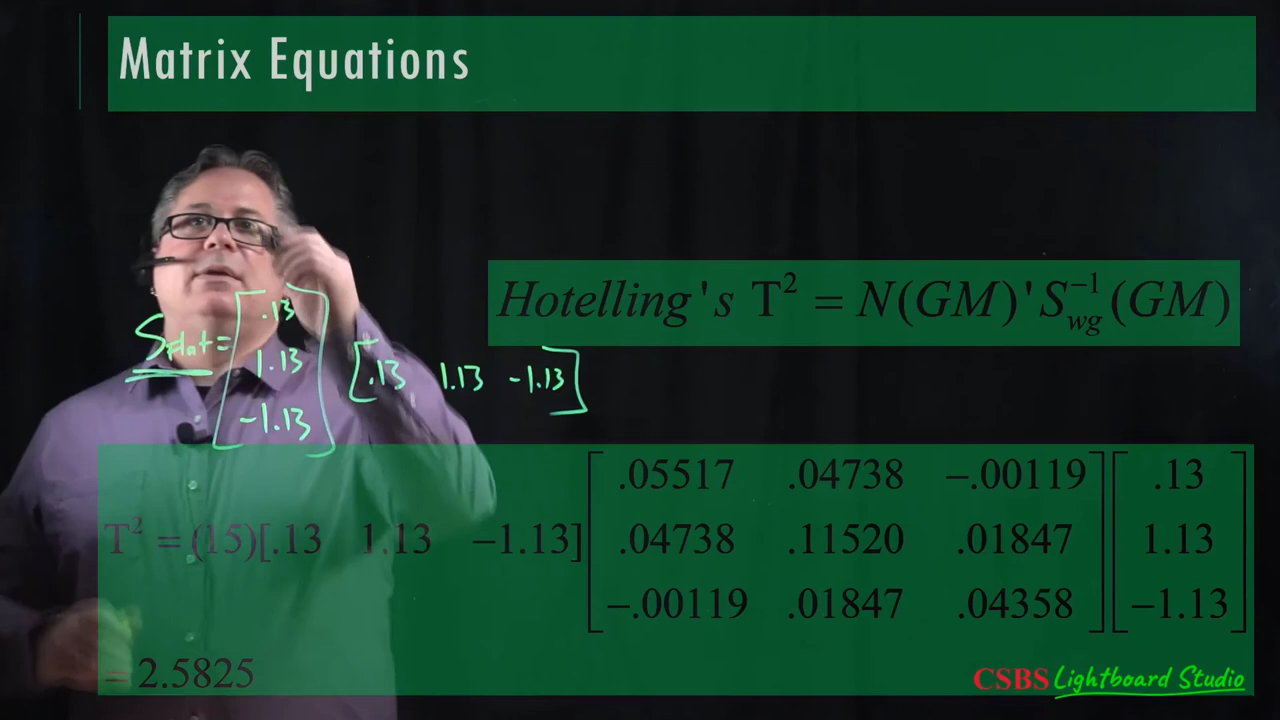 Matrix Equations
Hotelling's T² = N(GM)'S⁻¹wg(GM)
Sflat = [.13 1.13 -1.13] [.13 1.13 -1.13]
T² = (15)[.13 1.13 −1.13] [.05517 .04738 −.00119] [.13]
[.04738 .11520 .01847] [1.13]
[−.00119 .01847 .04358] [−1.13]
= 2.5825
CSBS Lightboard Studio